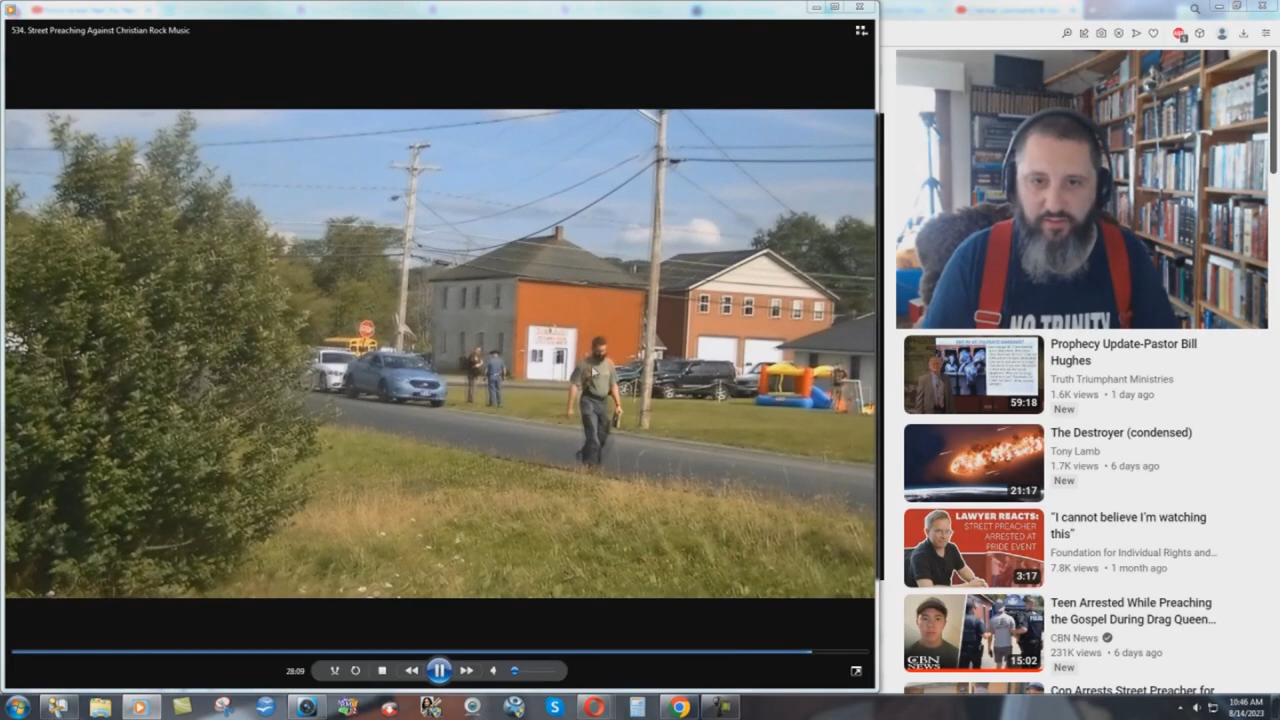 534. Street Preaching Against Christian Rock Music
NO TRINITY
Prophecy Update-Pastor Bill
Hughes
Truth Triumphant Ministries
1.6K views • 1 day ago
New
59:18
The Destroyer (condensed)
Tony Lamb
1.7K views • 6 days ago
New
21:17
LAWYER REACTS:
STREET PREACHER
ARRESTED AT
PRIDE EVENT
3:17
"I cannot believe I'm watching
this"
Foundation for Individual Rights and...
7.8K views • 1 month ago
Teen Arrested While Preaching
the Gospel During Drag Queen...
CBN News
231K views • 6 days ago
New
CBN
NEWS
15:02
Cop Arrests Street Preacher for
28:09
10:46 AM
8/14/2023